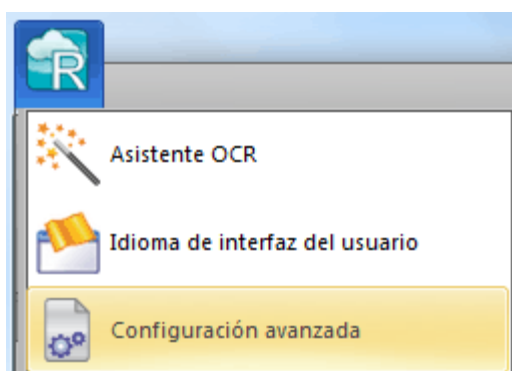 R
Asistente OCR
Idioma de interfaz del usuario
Configuración avanzada